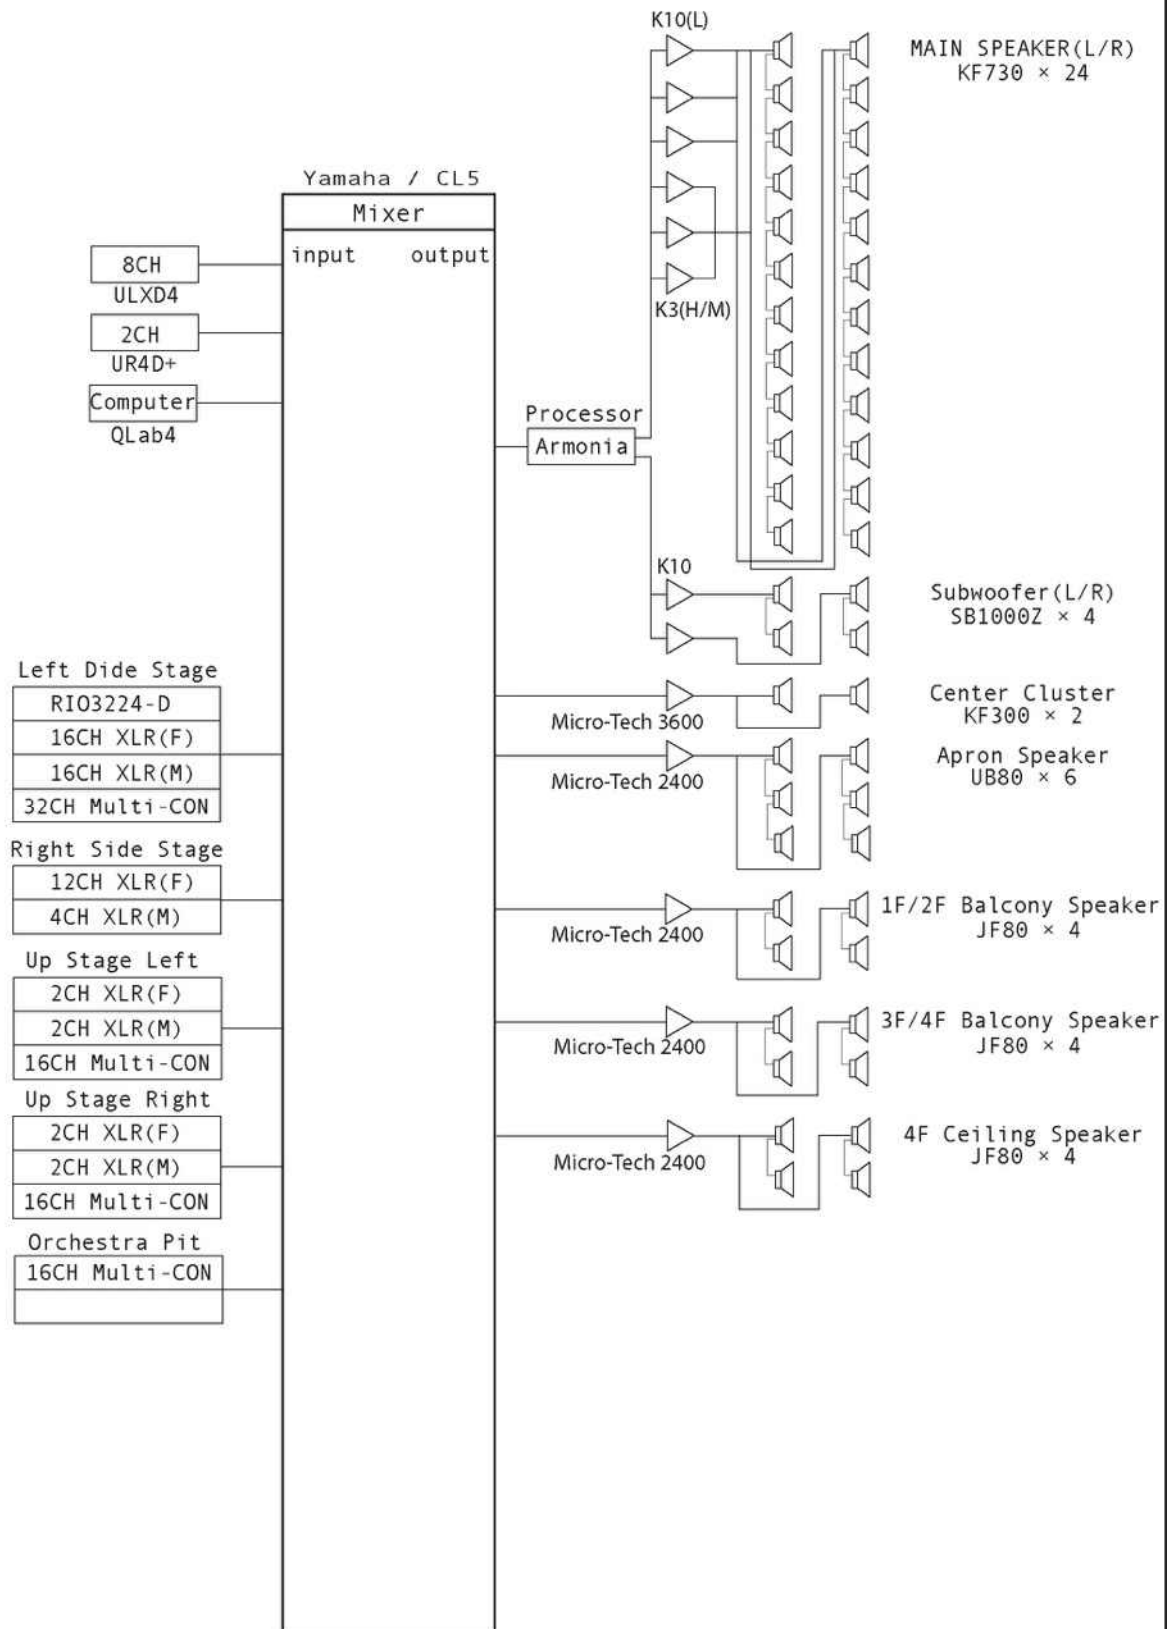 K10(L)
MAIN SPEAKER(L/R)
KF730 × 24
Yamaha / CL5
Mixer
input output
8CH
ULXD4
2CH
UR4D+
Computer
QLab4
K3(H/M)
Processor
Armonia
K10
Subwoofer(L/R)
SB1000Z × 4
Left Dide Stage
RIO3224-D
16CH XLR(F)
16CH XLR(M)
32CH Multi-CON
Micro-Tech 3600
Center Cluster
KF300 × 2
Micro-Tech 2400
Apron Speaker
UB80 × 6
Right Side Stage
12CH XLR(F)
4CH XLR(M)
Micro-Tech 2400
1F/2F Balcony Speaker
JF80 × 4
Up Stage Left
2CH XLR(F)
2CH XLR(M)
16CH Multi-CON
Micro-Tech 2400
3F/4F Balcony Speaker
JF80 × 4
Up Stage Right
2CH XLR(F)
2CH XLR(M)
16CH Multi-CON
Micro-Tech 2400
4F Ceiling Speaker
JF80 × 4
Orchestra Pit
16CH Multi-CON